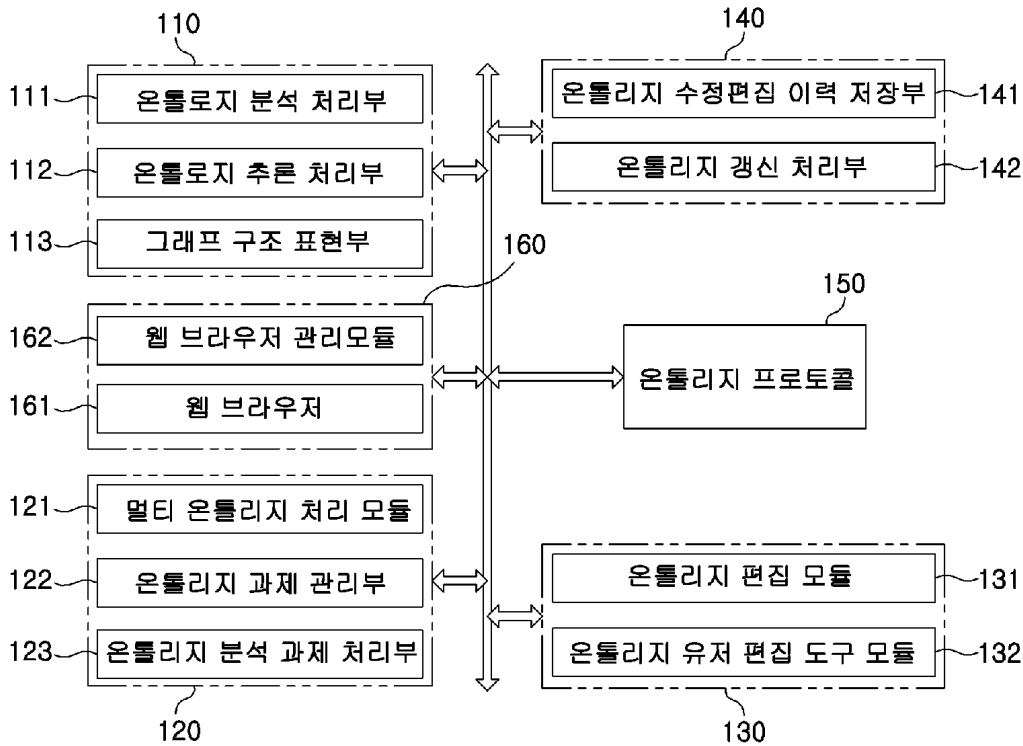 110
111
온톨로지 분석 처리부
112
온톨로지 추론 처리부
113
그래프 구조 표현부
160
162
웹 브라우저 관리모듈
161
웹 브라우저
121
멀티 온톨리지 처리 모듈
122
온톨리지 과제 관리부
123
온톨리지 분석 과제 처리부
120
140
온톨리지 수정편집 이력 저장부
141
온톨리지 갱신 처리부
142
150
온톨리지 프로토콜
온톨리지 편집 모듈
131
온톨리지 유저 편집 도구 모듈
132
130